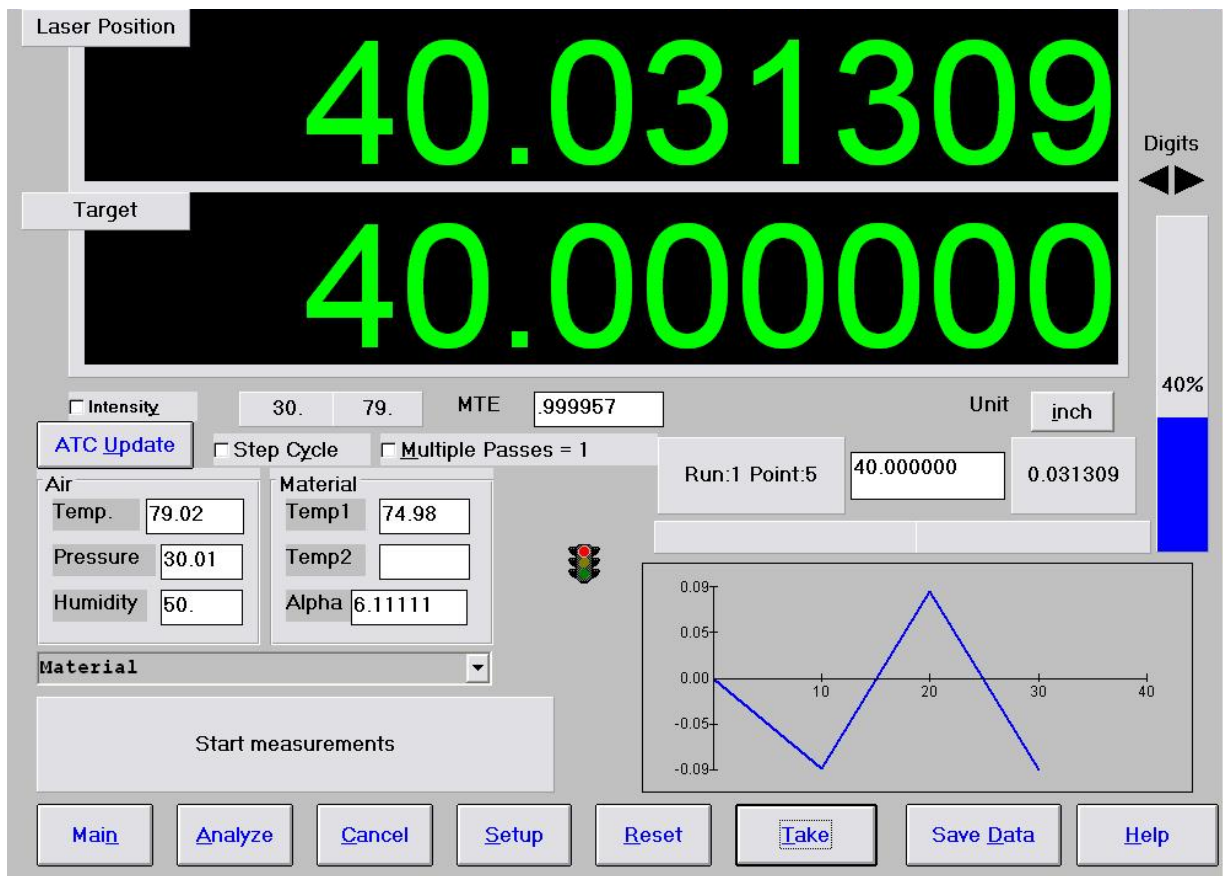 Laser Position
40.031309
Digits
Target
40.000000
40%
Intensity
30. 79.
MTE .999957
Unit inch
ATC Update
Step Cycle
Multiple Passes = 1
Run:1 Point:5 40.000000 0.031309
Air
Temp. 79.02
Pressure 30.01
Humidity 50.
Material
Temp1 74.98
Temp2
Alpha 6.11111
Material
Start measurements
0.09
0.05
0.00
-0.05
-0.09
10 20 30 40
Main Analyze Cancel Setup Reset Take Save Data Help